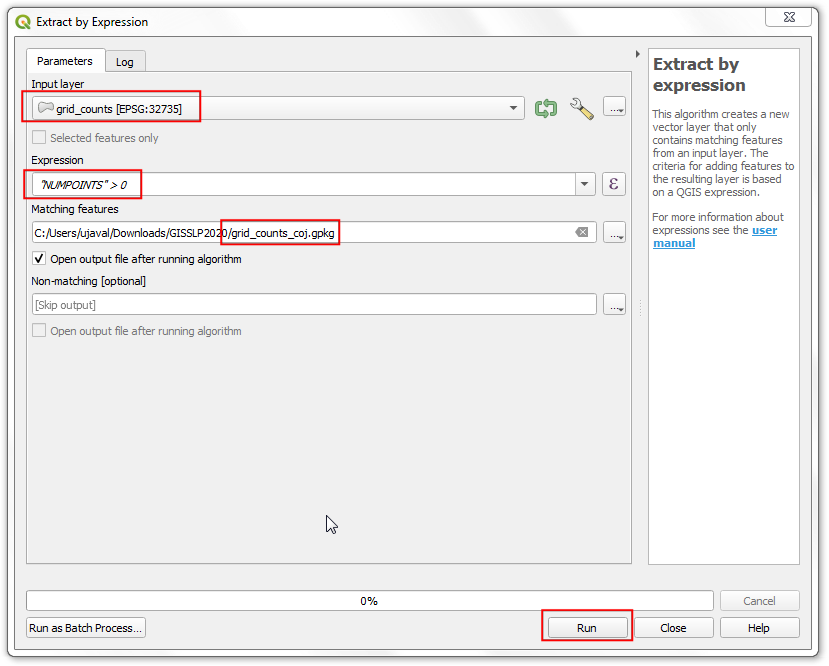 Extract by Expression
Parameters
Log
Input layer
grid_counts [EPSG:32735]
...
Selected features only
Expression
"NUMPOINTS" > 0
ε
Matching features
C:/Users/ujaval/Downloads/GISSLP2020/grid_counts_coj.gpkg
...
Open output file after running algorithm
Non-matching [optional]
[Skip output]
...
Open output file after running algorithm
Extract by
expression
This algorithm creates a new
vector layer that only
contains matching features
from an input layer. The
criteria for adding features to
the resulting layer is based
on a QGIS expression.
For more information about
expressions see the user
manual
0%
Cancel
Run as Batch Process...
Run
Close
Help